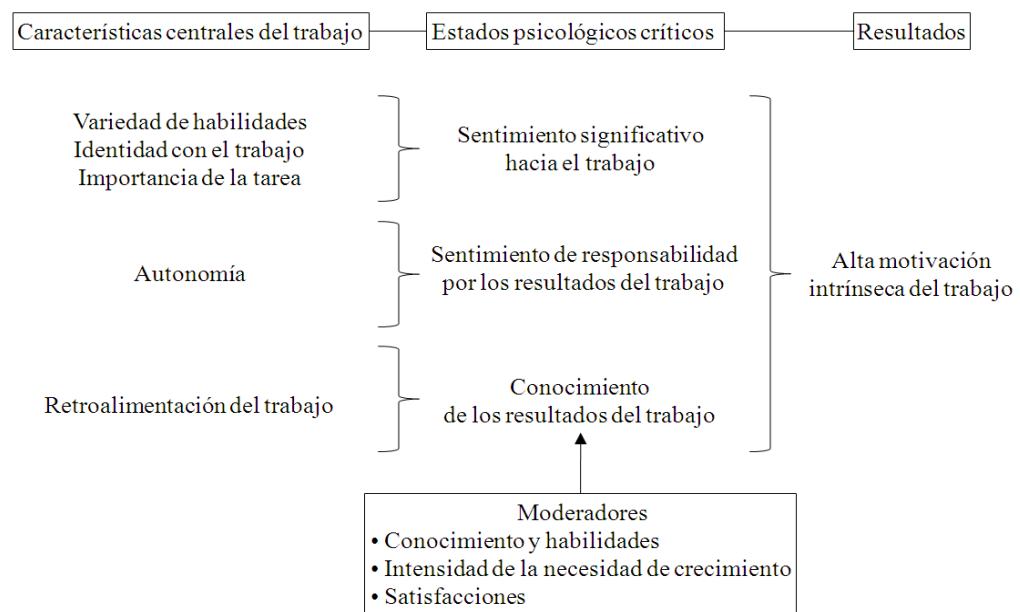 Características centrales del trabajo
Estados psicológicos críticos
Resultados
Variedad de habilidades
Identidad con el trabajo
Importancia de la tarea
Sentimiento significativo
hacia el trabajo
Autonomía
Sentimiento de responsabilidad
por los resultados del trabajo
Alta motivación
intrínseca del trabajo
Retroalimentación del trabajo
Conocimiento
de los resultados del trabajo
Moderadores
• Conocimiento y habilidades
• Intensidad de la necesidad de crecimiento
• Satisfacciones